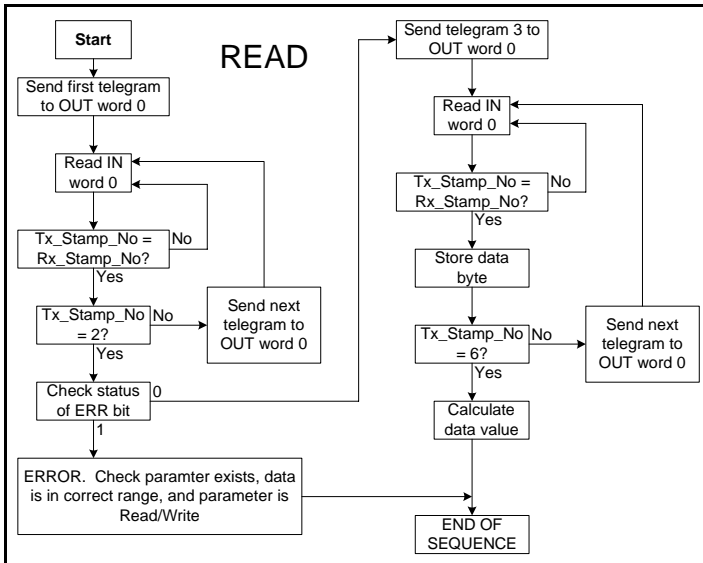 READ
Start
Send first telegram
to OUT word 0
Read IN
word 0
Tx_Stamp_No =
Rx_Stamp_No?
No
Yes
Tx_Stamp_No
= 2?
No
Yes
Send next
telegram to
OUT word 0
Check status
of ERR bit
0
1
ERROR. Check paramter exists, data
is in correct range, and parameter is
Read/Write
Send telegram 3 to
OUT word 0
Read IN
word 0
Tx_Stamp_No =
Rx_Stamp_No?
No
Yes
Store data
byte
Tx_Stamp_No
= 6?
No
Yes
Send next
telegram to
OUT word 0
Calculate
data value
END OF
SEQUENCE